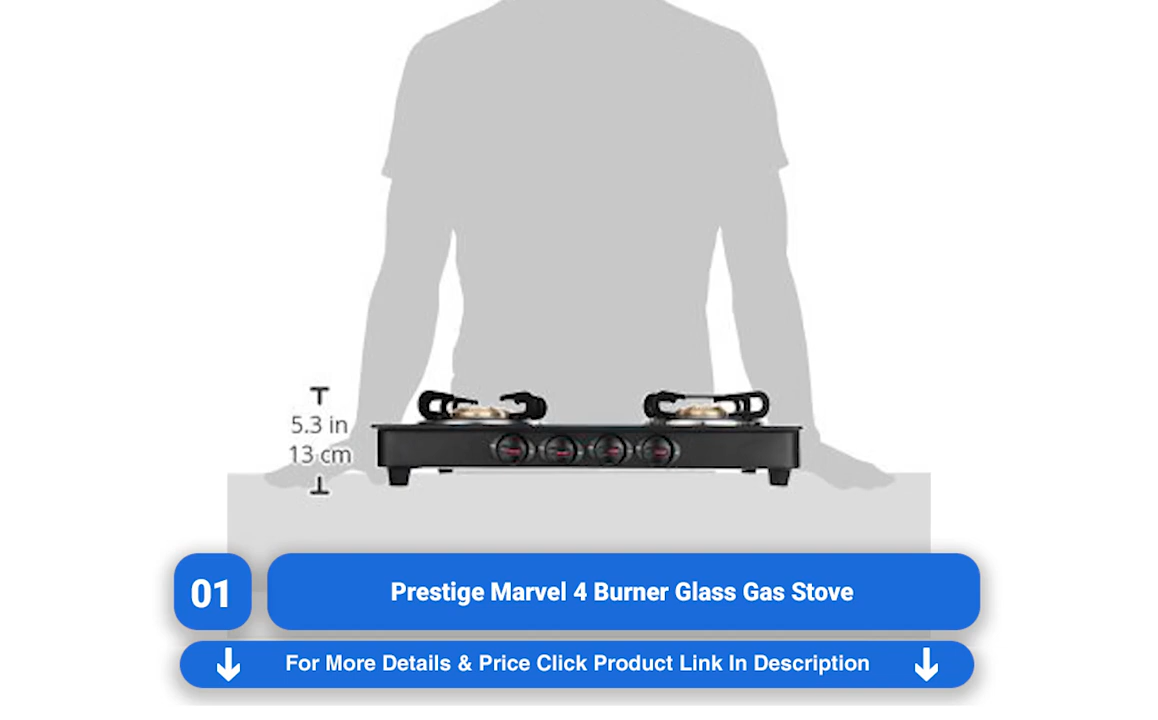 5.3 in
13 cm
01
Prestige Marvel 4 Burner Glass Gas Stove
For More Details & Price Click Product Link In Description